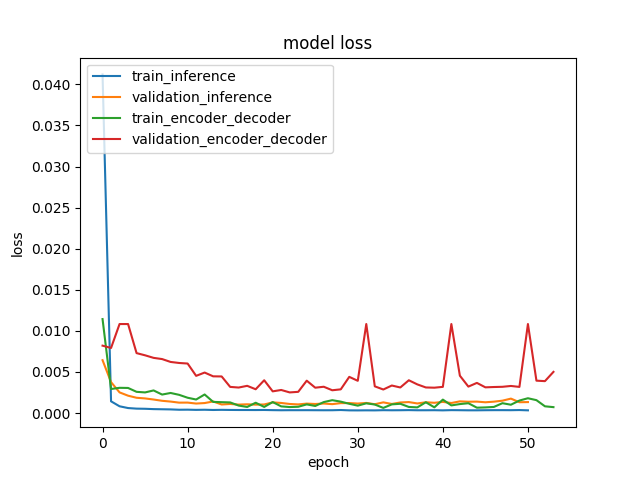 model loss
train_inference
validation_inference
train_encoder_decoder
validation_encoder_decoder
0.040
0.035
0.030
0.025
0.020
0.015
0.010
0.005
0.000
loss
0 10 20 30 40 50
epoch